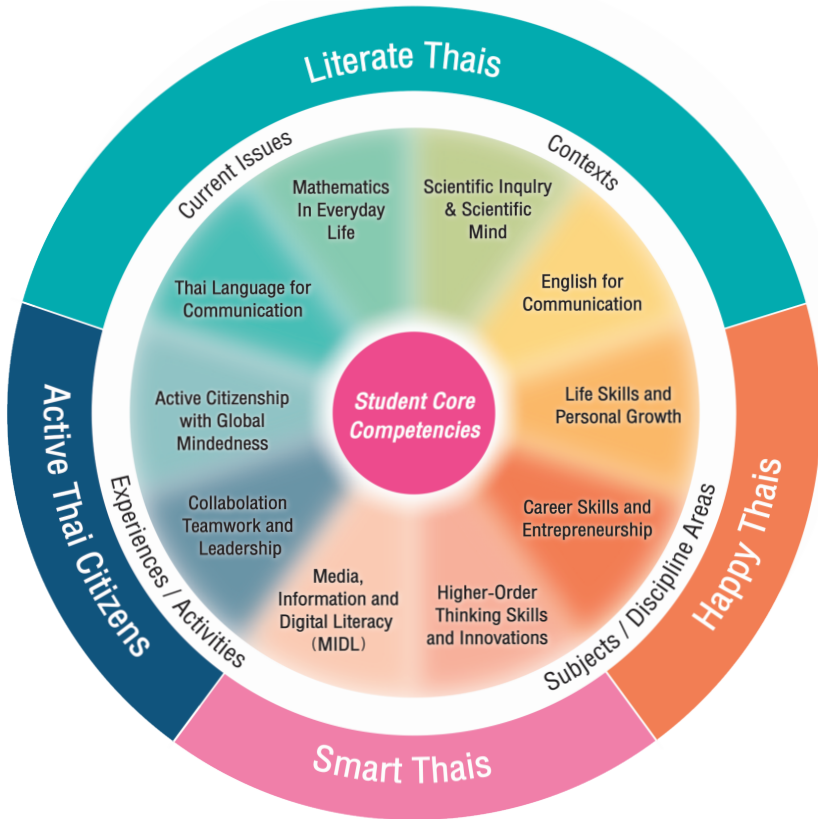 Literate Thais
Current Issues
Contexts
Mathematics
In Everyday
Life
Scientific Inqulry
& Scientific
Mind
Thai Language for
Communication
English for
Communication
Active Citizenship
with Global
Mindedness
Student Core
Competencies
Life Skills and
Personal Growth
Collabolation
Teamwork and
Leadership
Career Skills and
Entrepreneurship
Media,
Information and
Digital Literacy
(MIDL)
Higher-Order
Thinking Skills
and Innovations
Experiences / Activities
Subjects / Discipline Areas
Active Thai Citizens
Happy Thais
Smart Thais